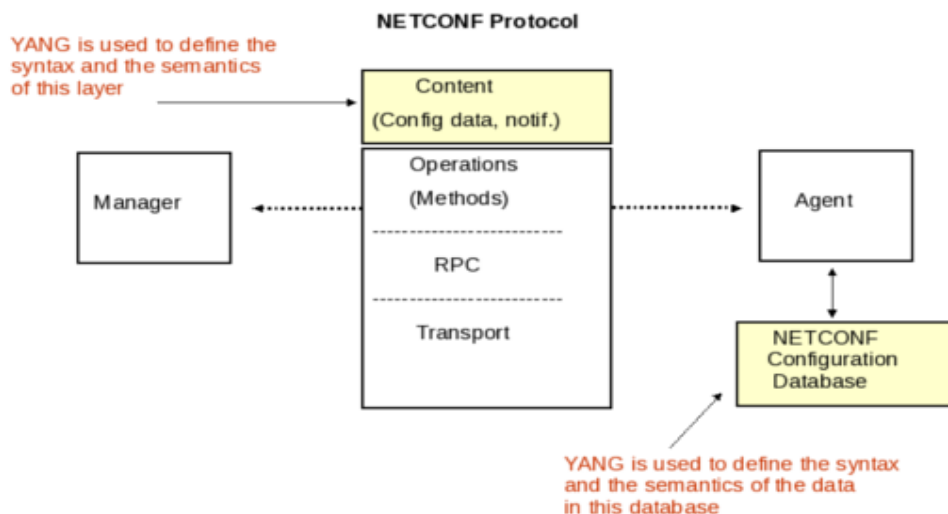 NETCONF Protocol
YANG is used to define the
syntax and the semantics
of this layer
Content
(Config data, notif.)
Operations
(Methods)
Manager
Agent
RPC
Transport
NETCONF
Configuration
Database
YANG is used to define the syntax
and the semantics of the data
in this database